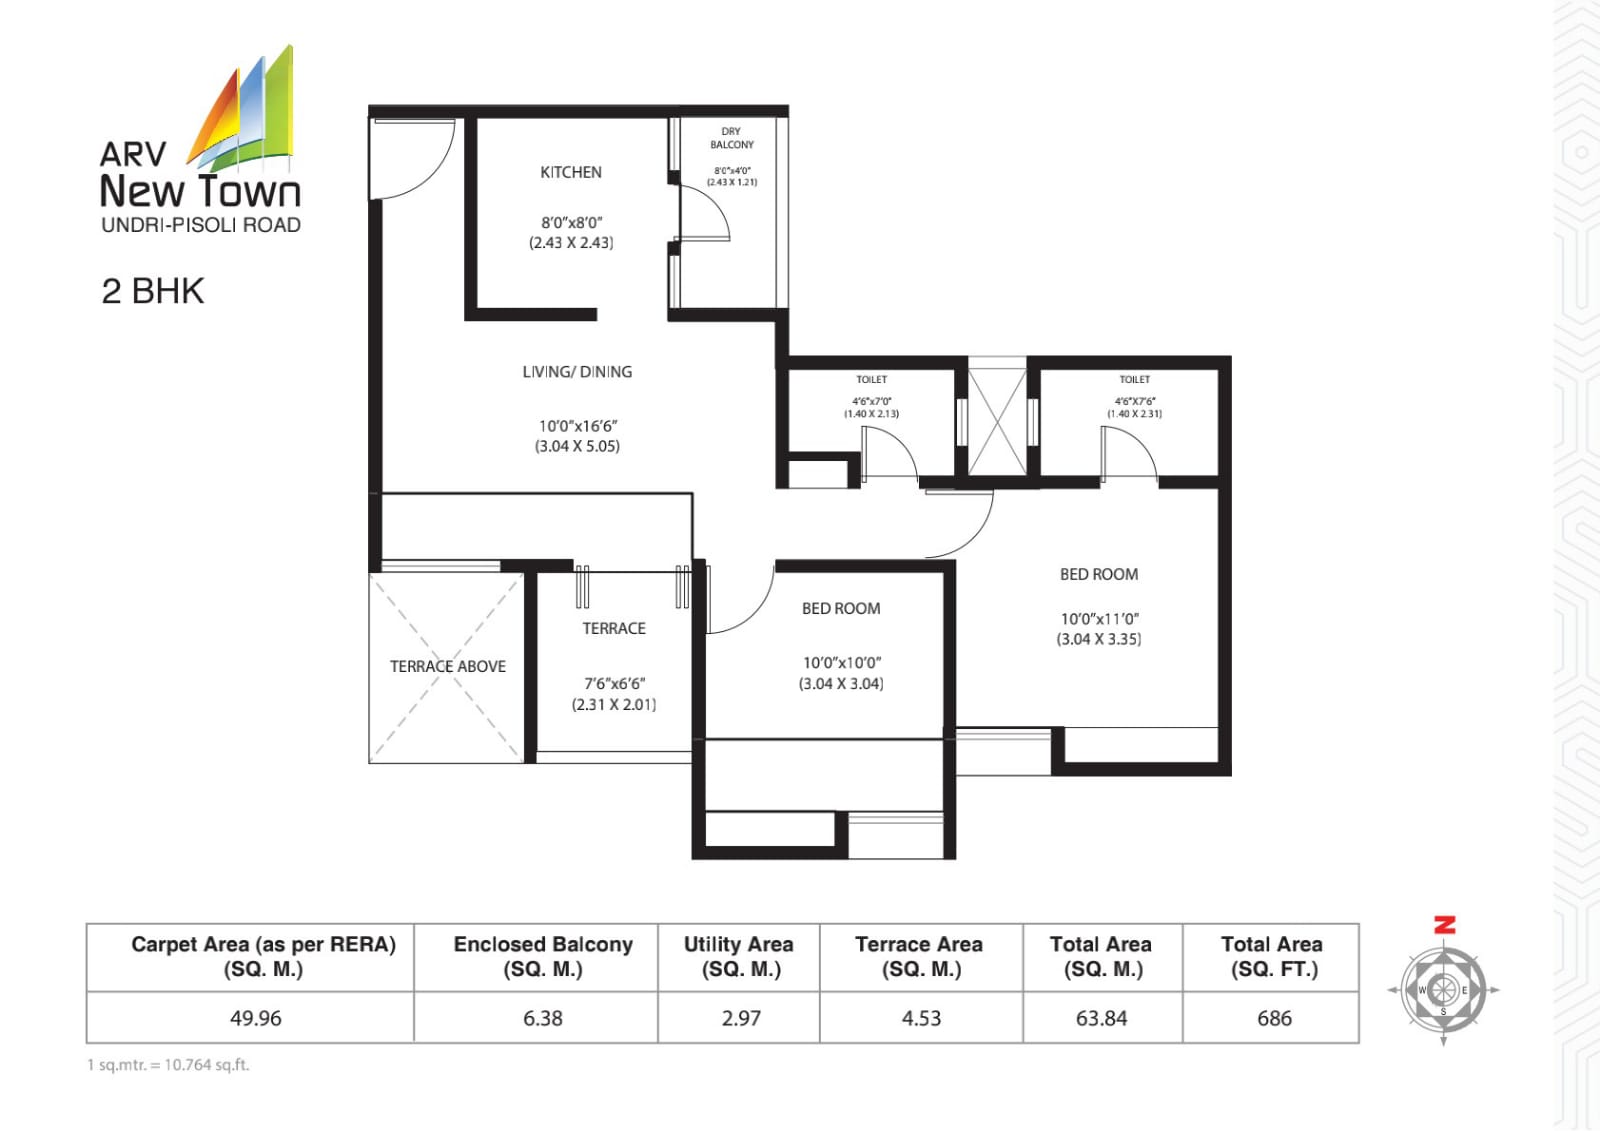 ARV
New Town
UNDRI-PISOLI ROAD
2 BHK
KITCHEN
8'0"x8'0"
(2.43 X 2.43)
DRY
BALCONY
8'0"x4'0"
(2.43 X 1.21)
LIVING/ DINING
10'0"x16'6"
(3.04 X 5.05)
TOILET
4'6"x7'0"
(1.40 X 2.13)
TOILET
4'6"X7'6"
(1.40 X 2.31)
BED ROOM
10'0"x11'0"
(3.04 X 3.35)
BED ROOM
10'0"x10'0"
(3.04 X 3.04)
TERRACE
7'6"x6'6"
(2.31 X 2.01)
TERRACE ABOVE
Carpet Area (as per RERA) Enclosed Balcony Utility Area Terrace Area Total Area Total Area
(SQ. M.) (SQ. M.) (SQ. M.) (SQ. M.) (SQ. M.) (SQ. FT.)
49.96 6.38 2.97 4.53 63.84 686
1 sq.mtr. = 10.764 sq.ft.
N
W E
S